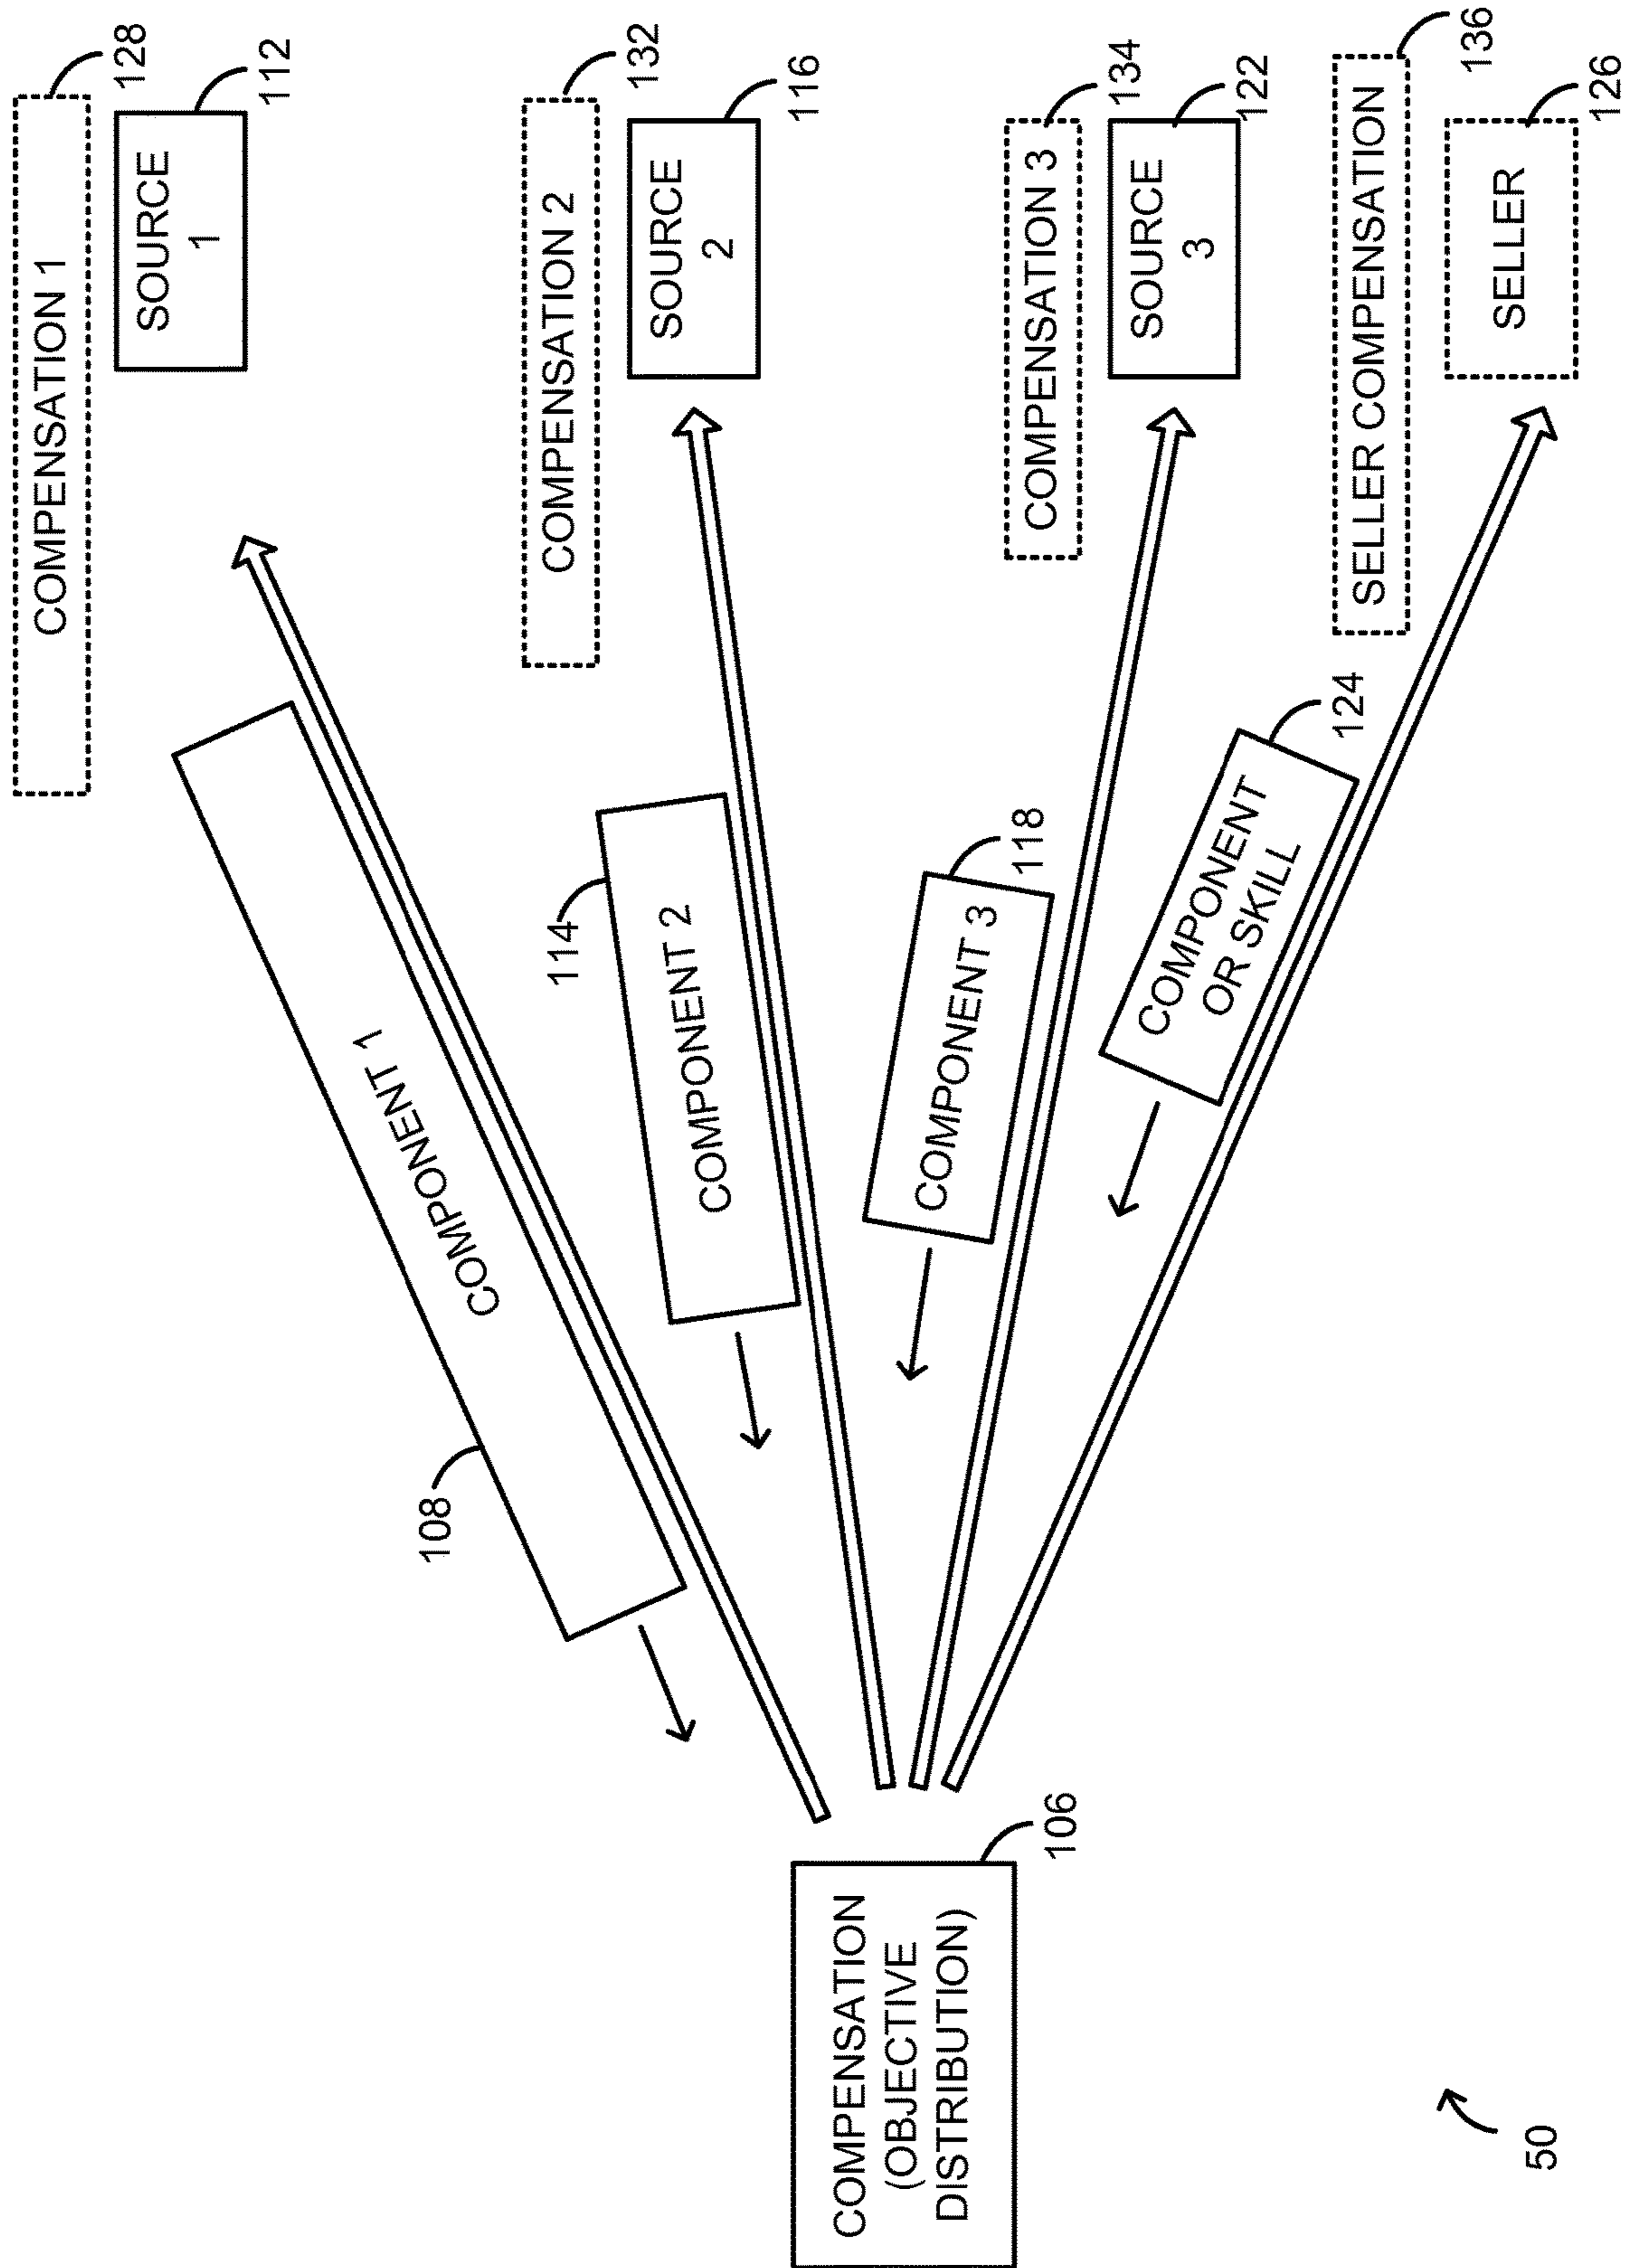 COMPENSATION 1
128
SOURCE
1
112
COMPONENT 1
108
COMPENSATION 2
132
SOURCE
2
116
114
COMPONENT 2
COMPENSATION 3
134
SOURCE
3
122
118
COMPONENT 3
SELLER COMPENSATION
136
SELLER
126
124
COMPONENT
OR SKILL
COMPENSATION
(OBJECTIVE
DISTRIBUTION)
106
50